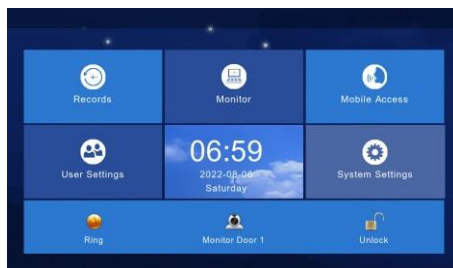 Records
Monitor
Mobile Access
User Settings
06:59
System Settings
Saturday
Ring
Monitor Door 1
Unlock